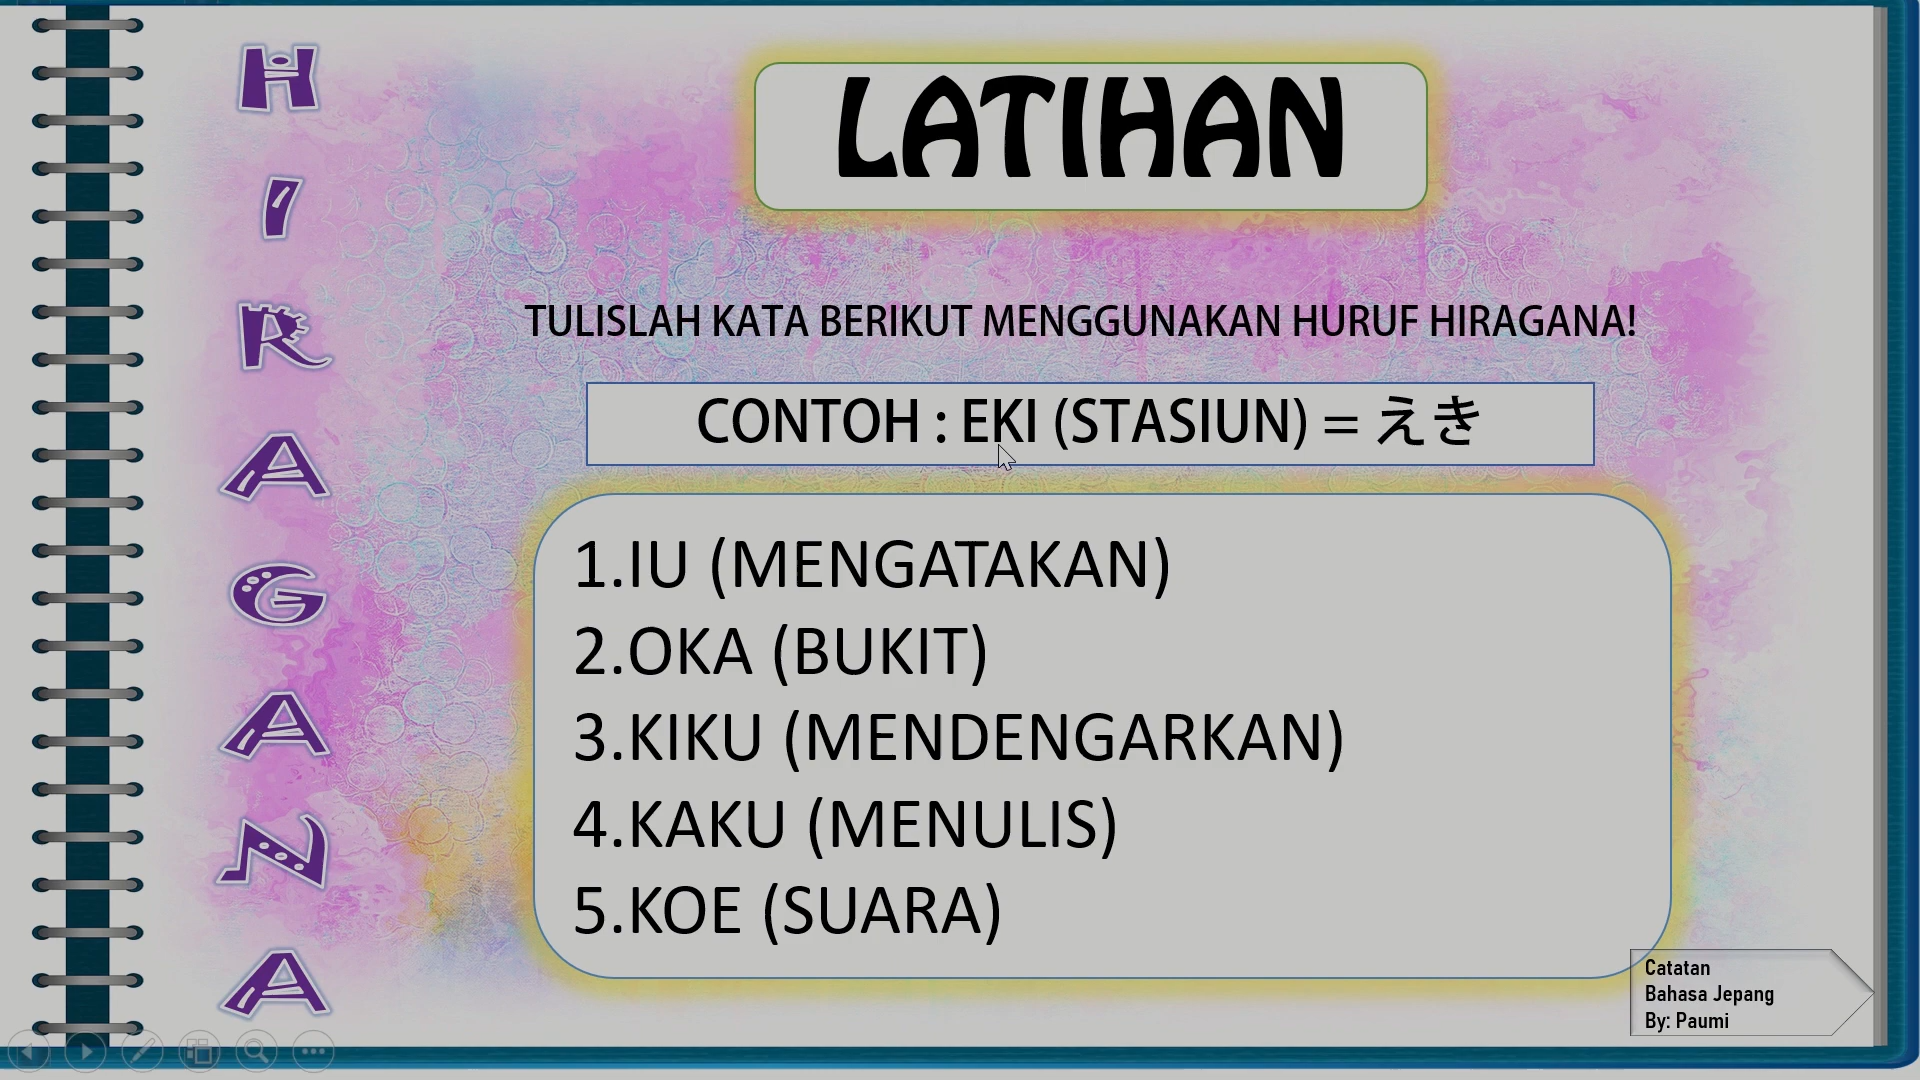 HIRAGANA
LATIHAN
TULISLAH KATA BERIKUT MENGGUNAKAN HURUF HIRAGANA!
CONTOH : EKI (STASIUN) = えき
1.IU (MENGATAKAN)
2.OKA (BUKIT)
3.KIKU (MENDENGARKAN)
4.KAKU (MENULIS)
5.KOE (SUARA)
Catatan
Bahasa Jepang
By: Paumi